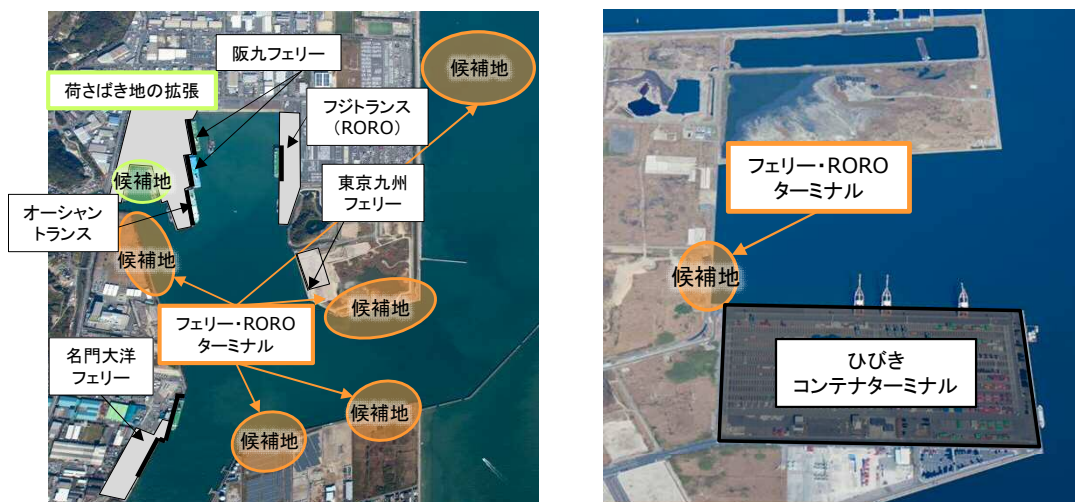 阪九フェリー
荷さばき地の拡張
候補地
フジトランス
（RORO）
候補地
東京九州
フェリー
オーシャン
トランス
候補地
候補地
フェリー・RORO
ターミナル
名門大洋
フェリー
候補地
候補地
フェリー・RORO
ターミナル
候補地
ひびき
コンテナターミナル